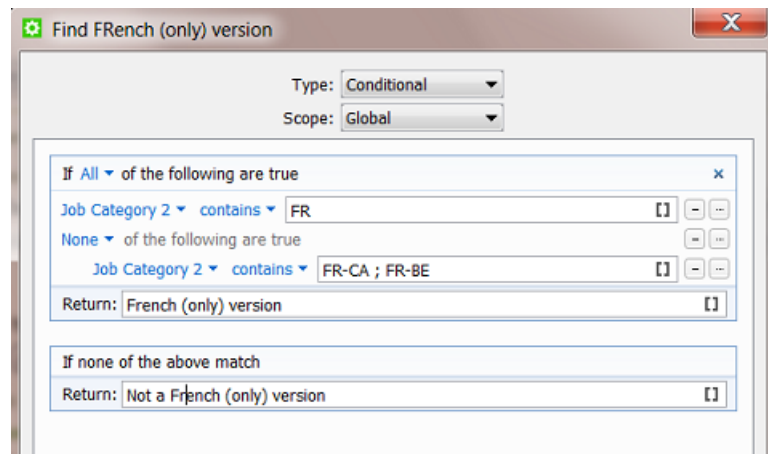 Find FRench (only) version
X
Type: Conditional
Scope: Global
If All of the following are true
Job Category 2 contains FR
None of the following are true
Job Category 2 contains FR-CA ; FR-BE
Return: French (only) version
If none of the above match
Return: Not a French (only) version